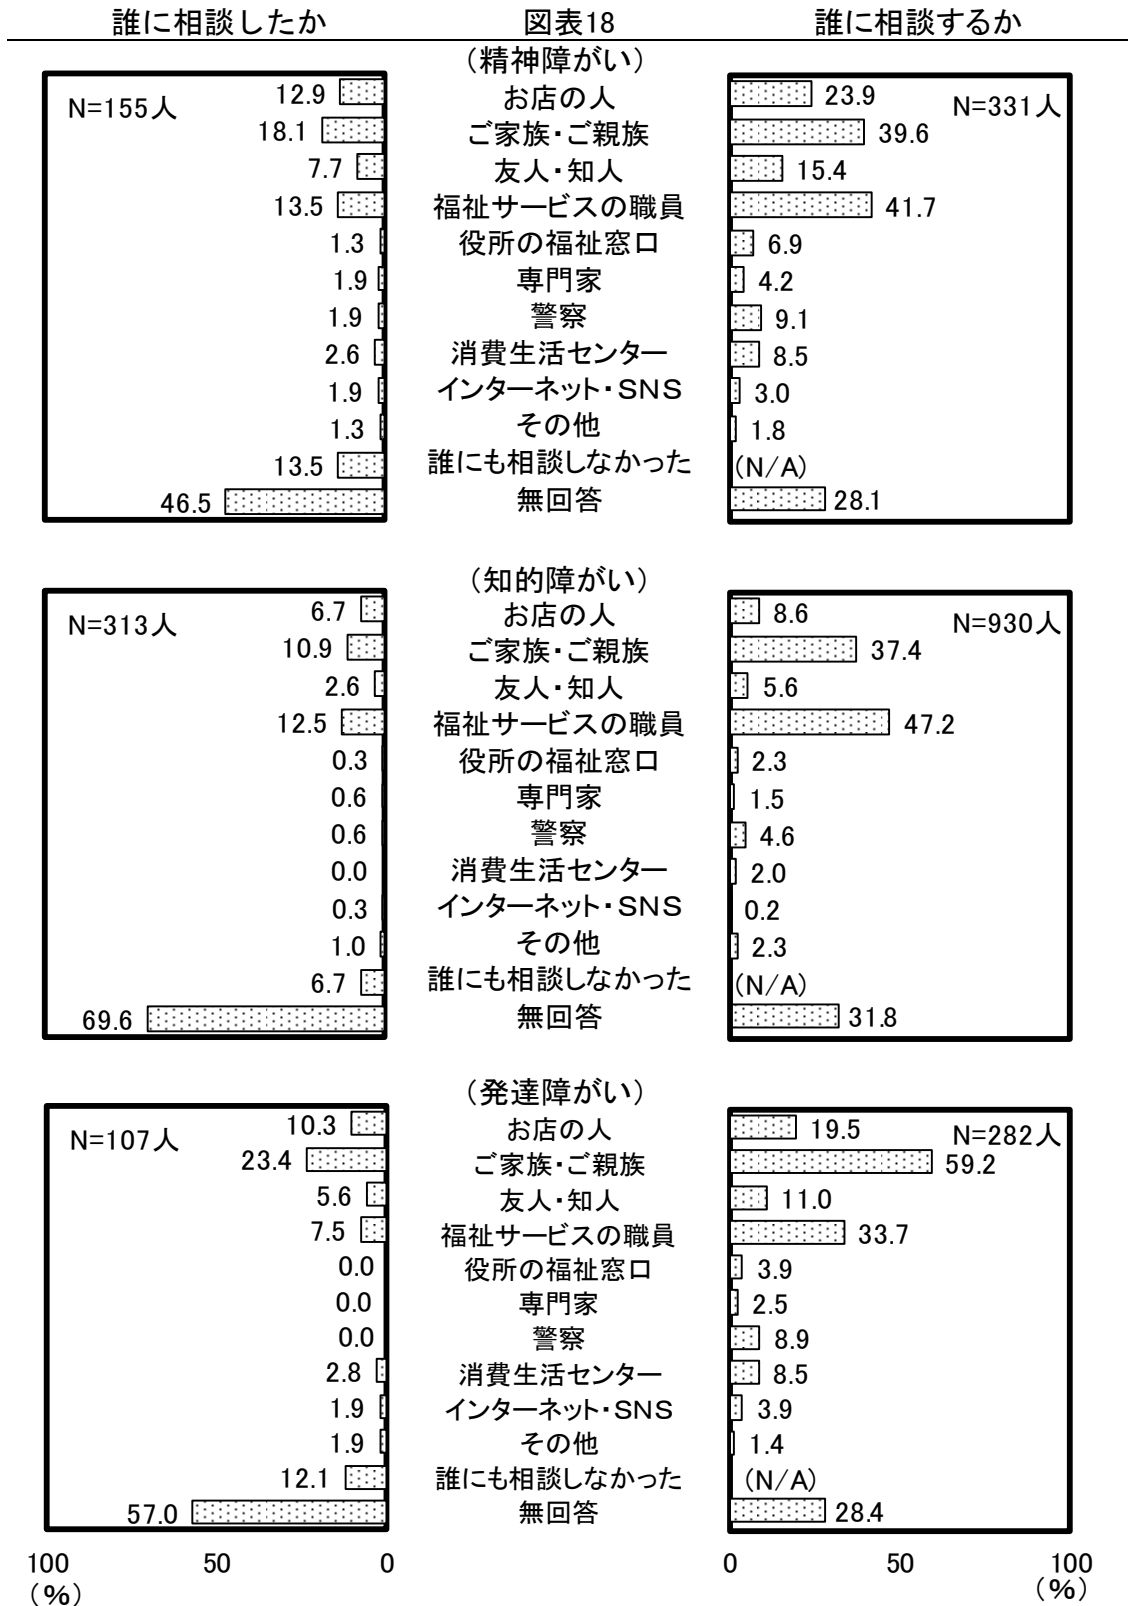 誰に相談したか 図表18 誰に相談するか
(精神障がい)
N=155人 N=331人
12.9 お店の人 23.9
18.1 ご家族・ご親族 39.6
7.7 友人・知人 15.4
13.5 福祉サービスの職員 41.7
1.3 役所の福祉窓口 6.9
1.9 専門家 4.2
1.9 警察 9.1
2.6 消費生活センター 8.5
1.9 インターネット・SNS 3.0
1.3 その他 1.8
13.5 誰にも相談しなかった (N/A)
46.5 無回答 28.1
(知的障がい)
N=313人 N=930人
6.7 お店の人 8.6
10.9 ご家族・ご親族 37.4
2.6 友人・知人 5.6
12.5 福祉サービスの職員 47.2
0.3 役所の福祉窓口 2.3
0.6 専門家 1.5
0.6 警察 4.6
0.0 消費生活センター 2.0
0.3 インターネット・SNS 0.2
1.0 その他 2.3
6.7 誰にも相談しなかった (N/A)
69.6 無回答 31.8
(発達障がい)
N=107人 N=282人
10.3 お店の人 19.5
23.4 ご家族・ご親族 59.2
5.6 友人・知人 11.0
7.5 福祉サービスの職員 33.7
0.0 役所の福祉窓口 3.9
0.0 専門家 2.5
0.0 警察 8.9
2.8 消費生活センター 8.5
1.9 インターネット・SNS 3.9
1.9 その他 1.4
12.1 誰にも相談しなかった (N/A)
57.0 無回答 28.4
100 50 0 0 50 100
(%) (%)